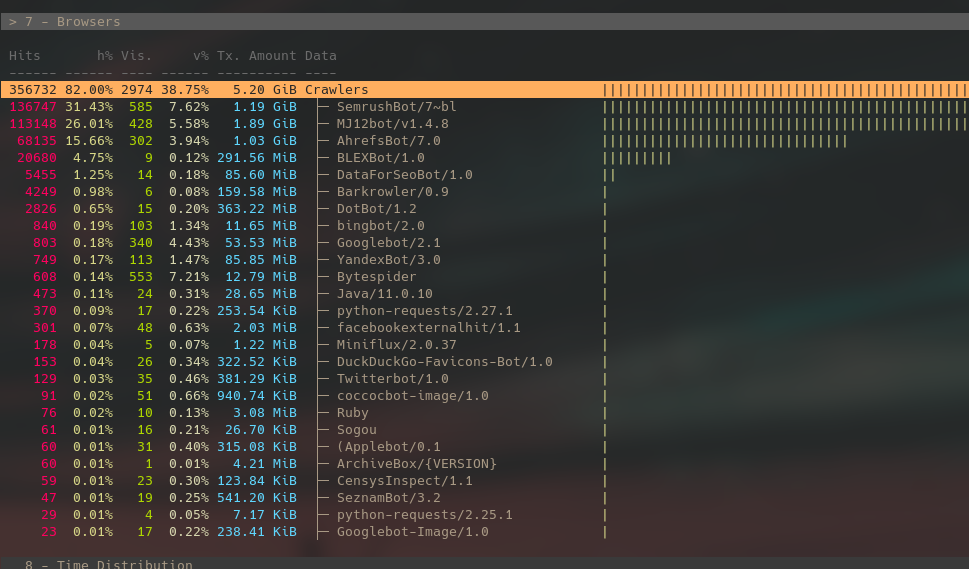 > 7 - Browsers
Hits h% Vis. v% Tx. Amount Data
------ ------ ---- ------ ---------- ----
356732 82.00% 2974 38.75% 5.20 GiB Crawlers ||||||||||||||||||||||||||||||||||||||||||||||
136747 31.43% 585 7.62% 1.19 GiB ├─ SemrushBot/7~bl ||||||||||||||||||||||||||||||||||||||||||||||
113148 26.01% 428 5.58% 1.89 GiB ├─ MJ12bot/v1.4.8 ||||||||||||||||||||||||||||||||||||||||||||||
68135 15.66% 302 3.94% 1.03 GiB ├─ AhrefsBot/7.0 |||||||||||||||||||||||||||||||
20680 4.75% 9 0.12% 291.56 MiB ├─ BLEXBot/1.0 |||||||||
5455 1.25% 14 0.18% 85.60 MiB ├─ DataForSeoBot/1.0 ||
4249 0.98% 6 0.08% 159.58 MiB ├─ Barkrowler/0.9 |
2826 0.65% 15 0.20% 363.22 MiB ├─ DotBot/1.2 |
840 0.19% 103 1.34% 11.65 MiB ├─ bingbot/2.0 |
803 0.18% 340 4.43% 53.53 MiB ├─ Googlebot/2.1 |
749 0.17% 113 1.47% 85.85 MiB ├─ YandexBot/3.0 |
608 0.14% 553 7.21% 12.79 MiB ├─ Bytespider |
473 0.11% 24 0.31% 28.65 MiB ├─ Java/11.0.10 |
370 0.09% 17 0.22% 253.54 KiB ├─ python-requests/2.27.1 |
301 0.07% 48 0.63% 2.03 MiB ├─ facebookexternalhit/1.1 |
178 0.04% 5 0.07% 1.22 MiB ├─ Miniflux/2.0.37 |
153 0.04% 26 0.34% 322.52 KiB ├─ DuckDuckGo-Favicons-Bot/1.0 |
129 0.03% 35 0.46% 381.29 KiB ├─ Twitterbot/1.0 |
91 0.02% 51 0.66% 940.74 KiB ├─ coccocbot-image/1.0 |
76 0.02% 10 0.13% 3.08 MiB ├─ Ruby |
61 0.01% 16 0.21% 26.70 KiB ├─ Sogou |
60 0.01% 31 0.40% 315.08 KiB ├─ (Applebot/0.1 |
60 0.01% 1 0.01% 4.21 MiB ├─ ArchiveBox/{VERSION} |
59 0.01% 23 0.30% 123.84 KiB ├─ CensysInspect/1.1 |
47 0.01% 19 0.25% 541.20 KiB ├─ SeznamBot/3.2 |
29 0.01% 4 0.05% 7.17 KiB ├─ python-requests/2.25.1 |
23 0.01% 17 0.22% 238.41 KiB ├─ Googlebot-Image/1.0 |
8 - Time Distribution